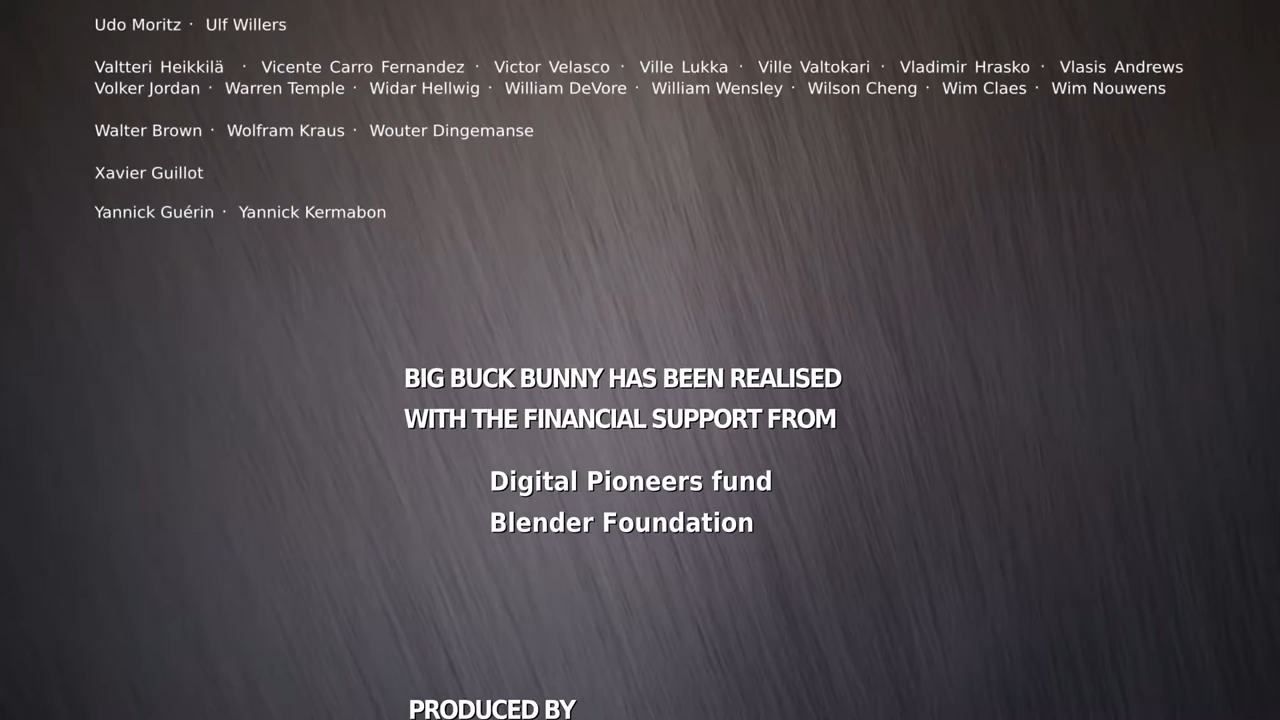 Udo Moritz · Ulf Willers
Valtteri Heikkilä · Vicente Carro Fernandez · Victor Velasco · Ville Lukka · Ville Valtokari · Vladimir Hrasko · Vlasis Andrews
Volker Jordan · Warren Temple · Widar Hellwig · William DeVore · William Wensley · Wilson Cheng · Wim Claes · Wim Nouwens
Walter Brown · Wolfram Kraus · Wouter Dingemanse
Xavier Guillot
Yannick Guérin · Yannick Kermabon
BIG BUCK BUNNY HAS BEEN REALISED
WITH THE FINANCIAL SUPPORT FROM
Digital Pioneers fund
Blender Foundation
PRODUCED BY